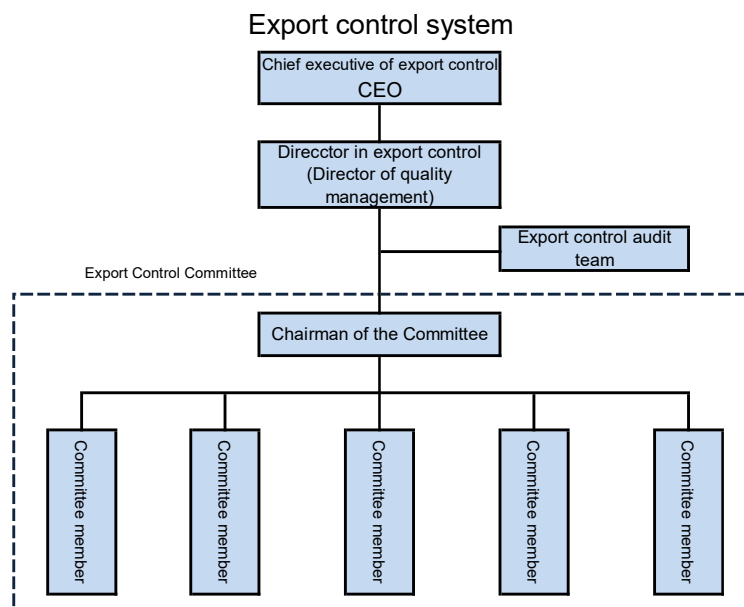 Export control system
Chief executive of export control
CEO
Direcctor in export control
(Director of quality
management)
Export control audit
team
Export Control Committee
Chairman of the Committee
Committee member
Committee member
Committee member
Committee member
Committee member